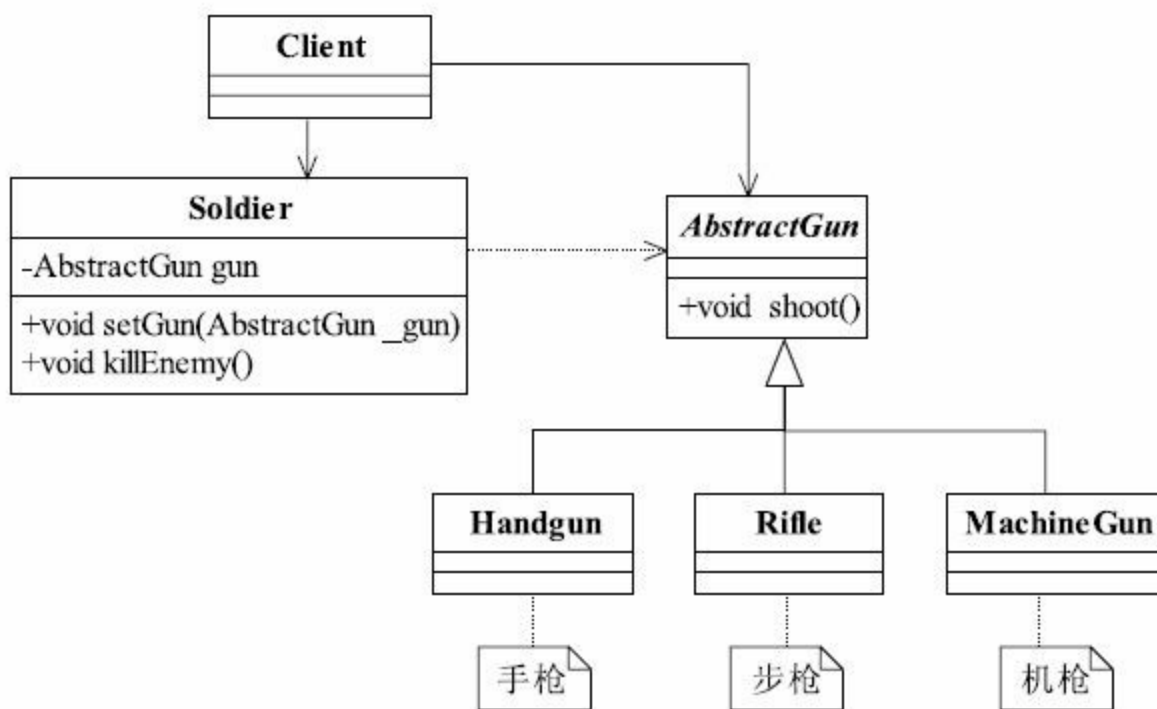 Client
Soldier
-AbstractGun gun
+void setGun(AbstractGun _gun)
+void killEnemy()
AbstractGun
+void shoot()
Handgun
Rifle
MachineGun
手枪
步枪
机枪